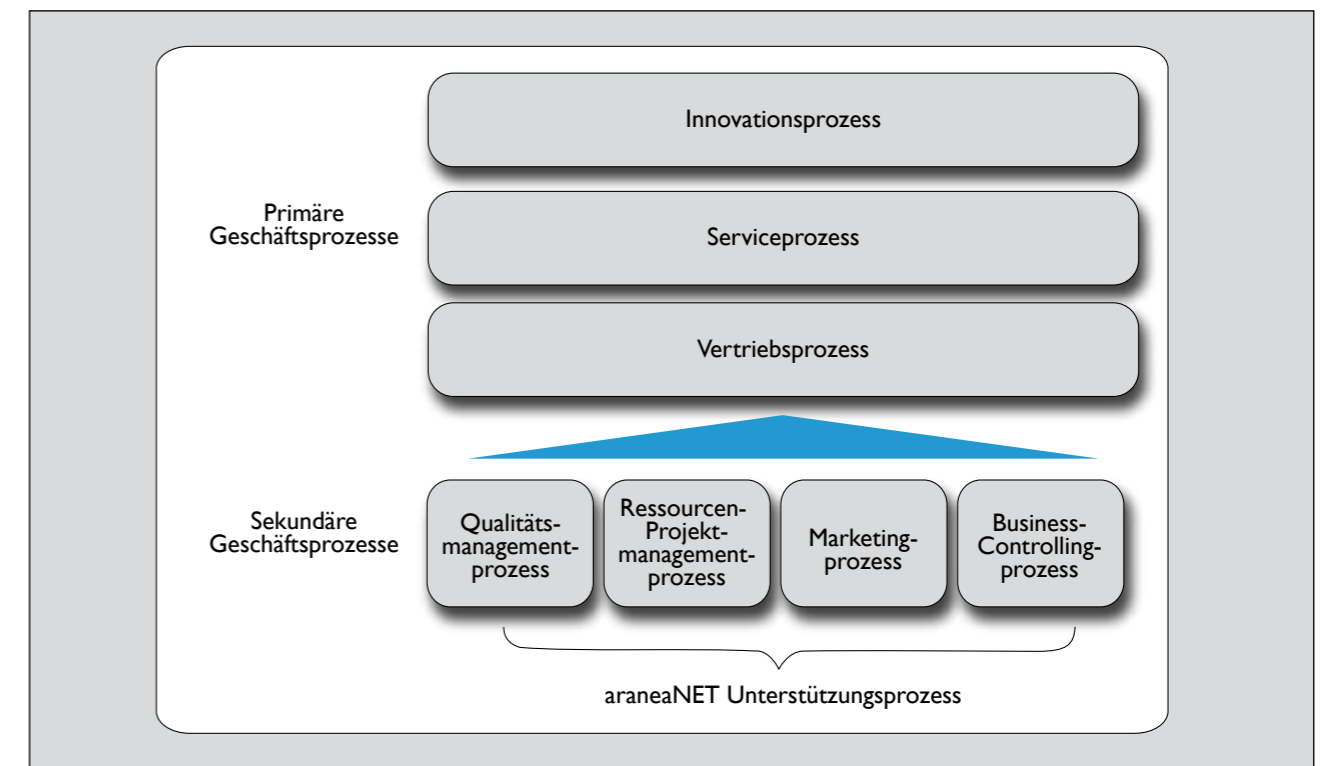 Innovationsprozess
Primäre
Geschäftsprozesse
Serviceprozess
Vertriebsprozess
Sekundäre
Geschäftsprozesse
Qualitäts-
management-
prozess
Ressourcen-
Projekt-
management-
prozess
Marketing-
prozess
Business-
Controlling-
prozess
araneaNET Unterstützungsprozess